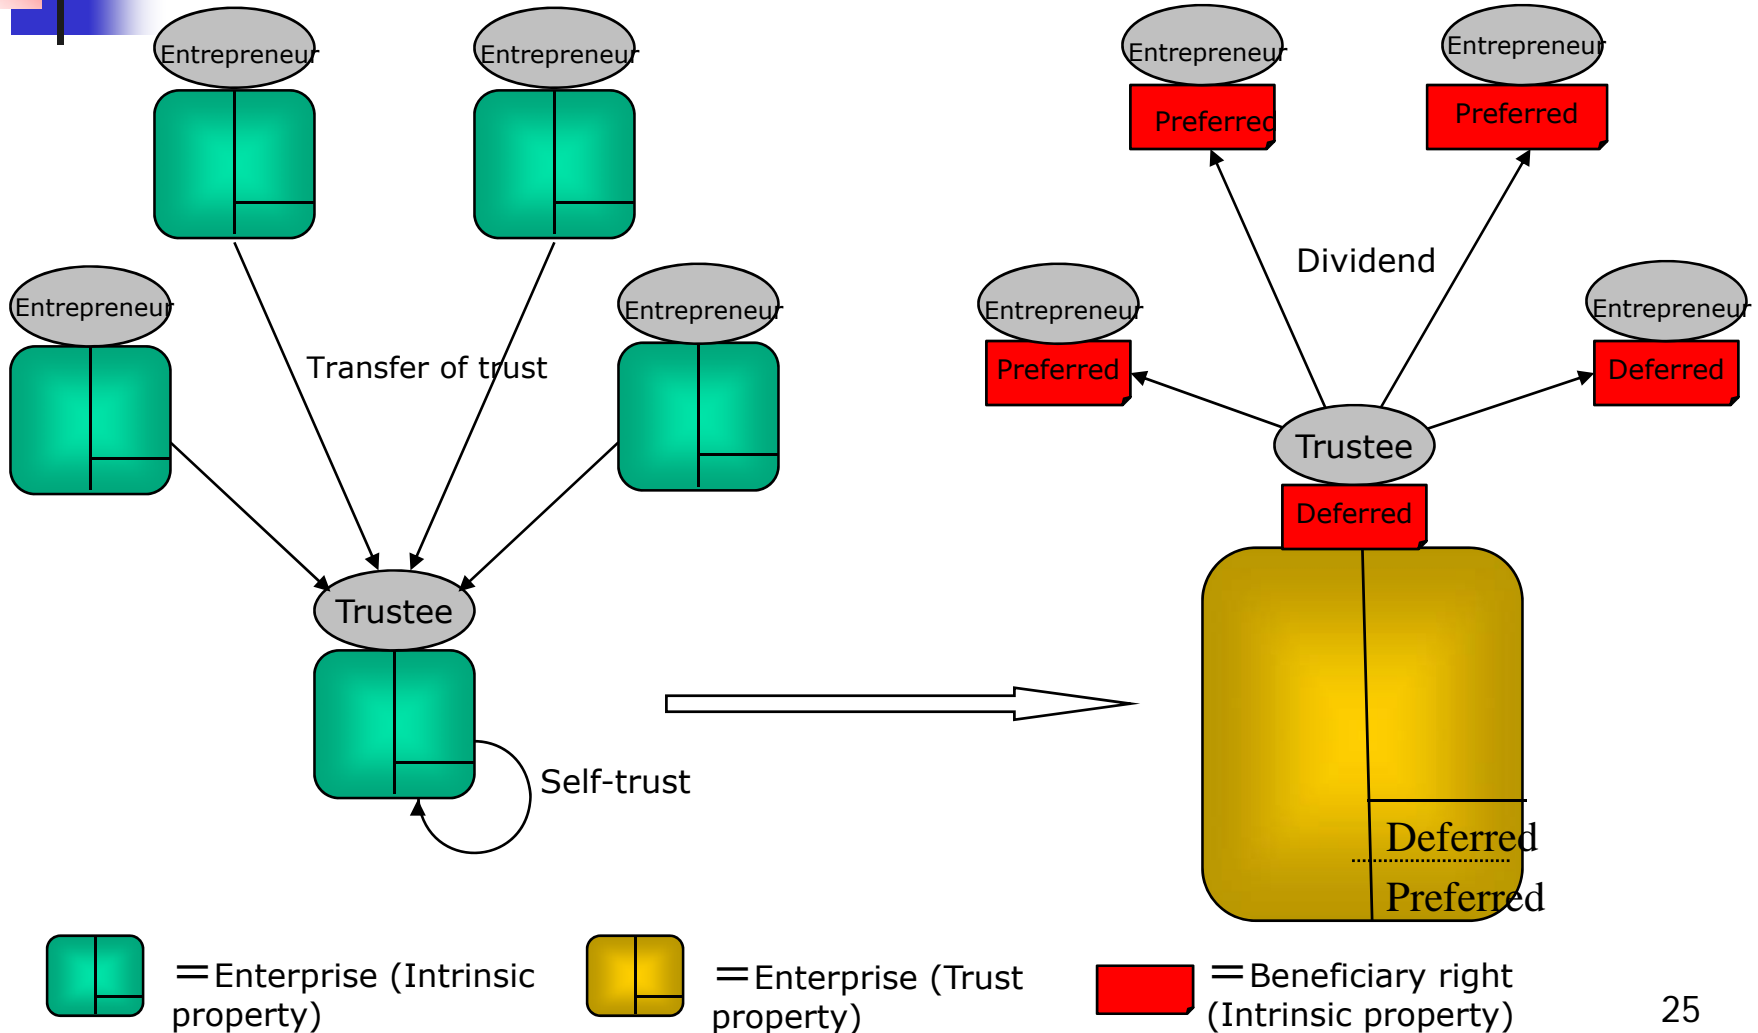 Entrepreneur
Entrepreneur
Entrepreneur
Entrepreneur
Transfer of trust
Trustee
Self-trust
Entrepreneur
Preferred
Entrepreneur
Preferred
Dividend
Entrepreneur
Preferred
Entrepreneur
Deferred
Trustee
Deferred
Deferred
Preferred
=Enterprise (Intrinsic
property)
=Enterprise (Trust
property)
=Beneficiary right
(Intrinsic property)
25